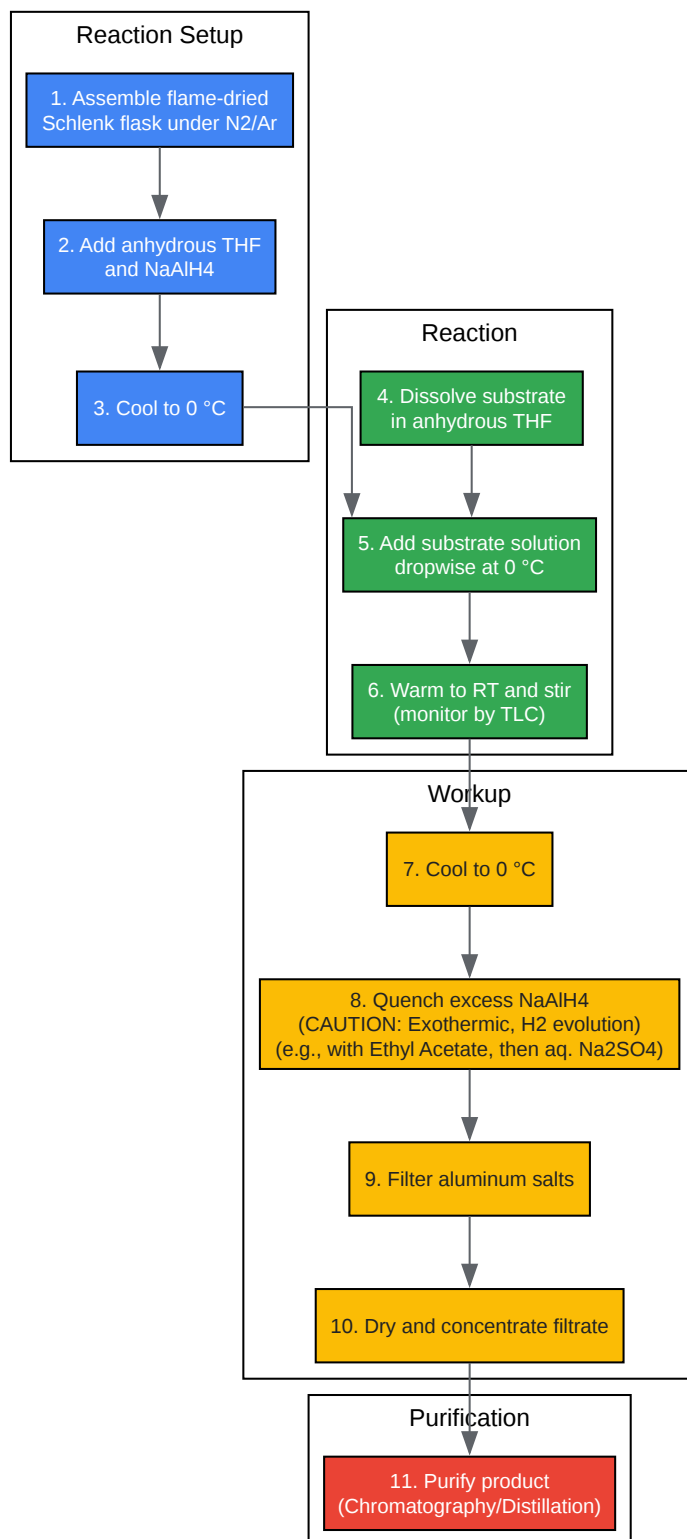 Reaction Setup
1. Assemble flame-dried
Schlenk flask under N2/Ar
2. Add anhydrous THF
and NaAlH4
3. Cool to 0 °C
Reaction
4. Dissolve substrate
in anhydrous THF
5. Add substrate solution
dropwise at 0 °C
6. Warm to RT and stir
(monitor by TLC)
Workup
7. Cool to 0 °C
8. Quench excess NaAlH4
(CAUTION: Exothermic, H2 evolution)
(e.g., with Ethyl Acetate, then aq. Na2SO4)
9. Filter aluminum salts
10. Dry and concentrate filtrate
Purification
11. Purify product
(Chromatography/Distillation)